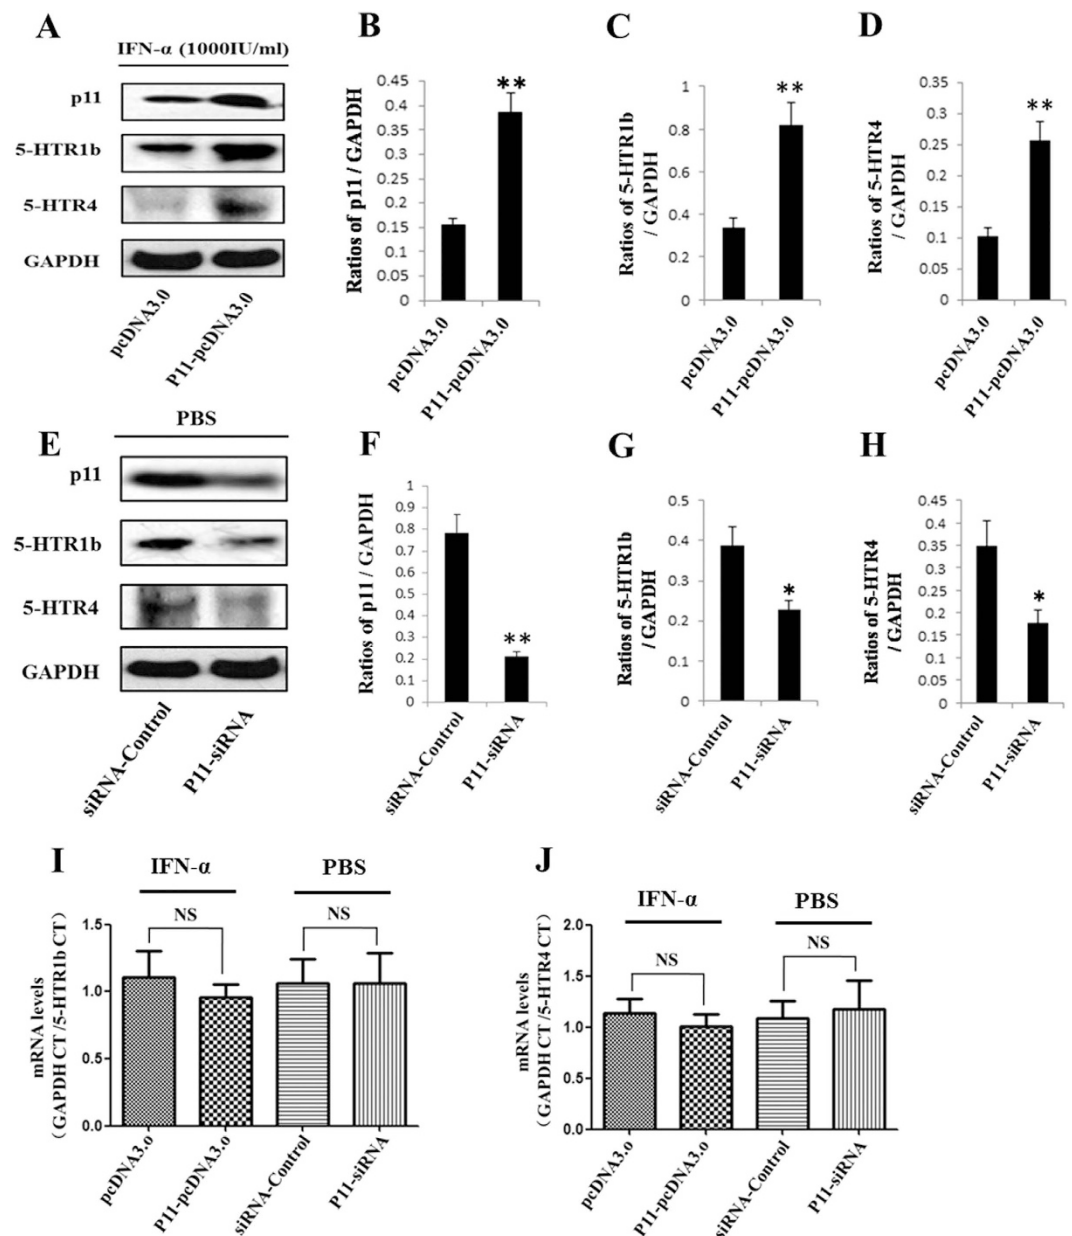 A
IFN-α (1000IU/ml)
p11
5-HTR1b
5-HTR4
GAPDH
pcDNA3.0
P11-pcDNA3.0
B
Ratios of p11 / GAPDH
0.45
0.4
0.35
0.3
0.25
0.2
0.15
0.1
0.05
0
**
pcDNA3.0
P11-pcDNA3.0
C
Ratios of 5-HTR1b
/ GAPDH
1
0.8
0.6
0.4
0.2
0
**
pcDNA3.0
P11-pcDNA3.0
D
Ratios of 5-HTR4
/ GAPDH
0.35
0.3
0.25
0.2
0.15
0.1
0.05
0
**
pcDNA3.0
P11-pcDNA3.0
E
PBS
p11
5-HTR1b
5-HTR4
GAPDH
siRNA-Control
P11-siRNA
F
Ratios of p11 / GAPDH
1
0.9
0.8
0.7
0.6
0.5
0.4
0.3
0.2
0.1
0
**
siRNA-Control
P11-siRNA
G
Ratios of 5-HTR1b
/ GAPDH
0.5
0.4
0.3
0.2
0.1
0
*
siRNA-Control
P11-siRNA
H
Ratios of 5-HTR4
/ GAPDH
0.45
0.4
0.35
0.3
0.25
0.2
0.15
0.1
0.05
0
*
siRNA-Control
P11-siRNA
I
IFN-α
PBS
mRNA levels
(GAPDH CT /5-HTR1b CT)
1.5
1.0
0.5
0.0
NS
NS
pcDNA3.o
P11-pcDNA3.o
siRNA-Control
P11-siRNA
J
IFN-α
PBS
mRNA levels
(GAPDH CT /5-HTR4 CT)
2.0
1.5
1.0
0.5
0.0
NS
NS
pcDNA3.o
P11-pcDNA3.o
siRNA-Control
P11-siRNA